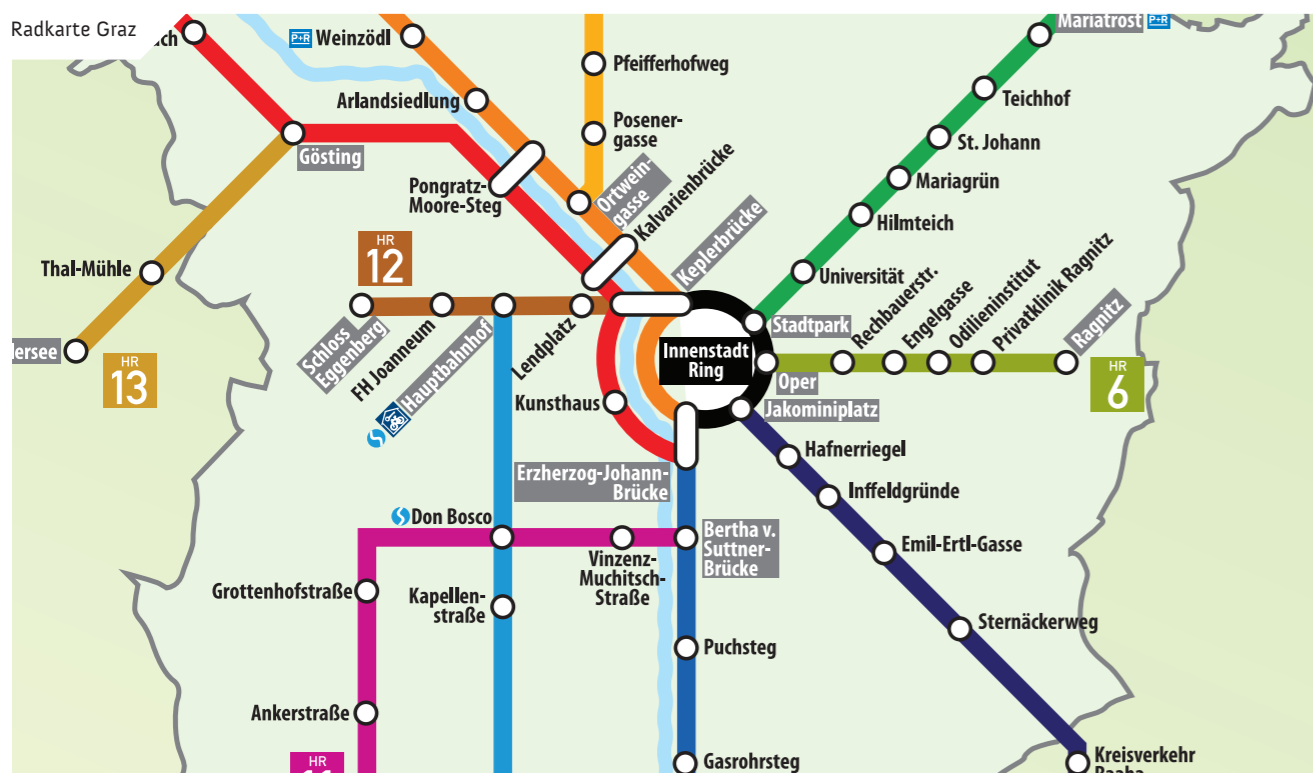 Radkarte Graz
Weinzödl
P+R
Mariatrost
P+R
Pfeifferhofweg
Teichhof
Arlandsiedlung
Posener-
gasse
St. Johann
Gösting
Mariagrün
Pongratz-
Moore-Steg
Ortwein-
gasse
Kalvarienbrücke
Hilmteich
Keplerbrücke
HR
12
Thal-Mühle
Universität
Schloss
Eggenberg
FH Joanneum
Hauptbahnhof
Lendplatz
Stadtpark
Rechbauerstr.
Engelgasse
Odilieninstitut
Privatklinik Ragnitz
Ragnitz
HR
13
Innenstadt
Ring
Oper
HR
6
Kunsthaus
Jakominiplatz
Hafnerriegel
Erzherzog-Johann-
Brücke
Inffeldgründe
Don Bosco
Bertha v.
Suttner-
Brücke
Emil-Ertl-Gasse
Vinzenz-
Muchitsch-
Straße
Grottenhofstraße
Kapellen-
straße
Sternäckerweg
Puchsteg
Ankerstraße
Gasrohrsteg
Kreisverkehr
HR